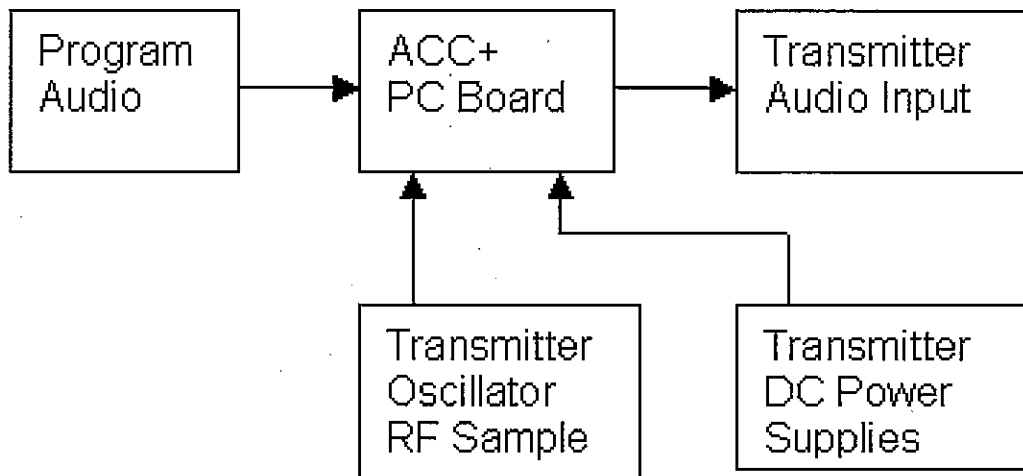 Program
Audio
ACC+
PC Board
Transmitter
Audio Input
Transmitter
Oscillator
RF Sample
Transmitter
DC Power
Supplies